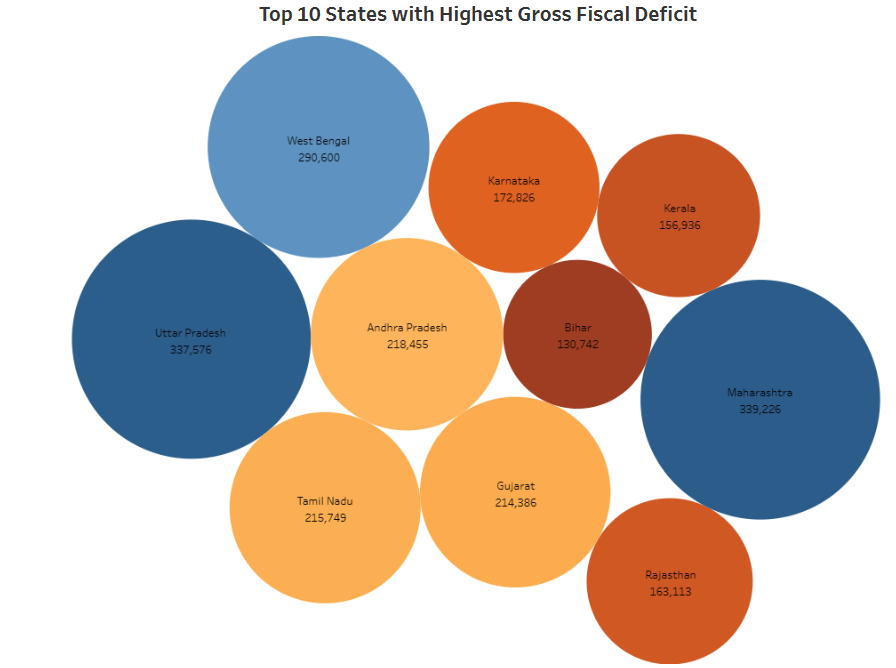 Top 10 States with Highest Gross Fiscal Deficit
West Bengal
290,600
Karnataka
172,826
Kerala
156,936
Uttar Pradesh
337,576
Andhra Pradesh
218,455
Bihar
130,742
Maharashtra
339,226
Tamil Nadu
215,749
Gujarat
214,386
Rajasthan
163,113